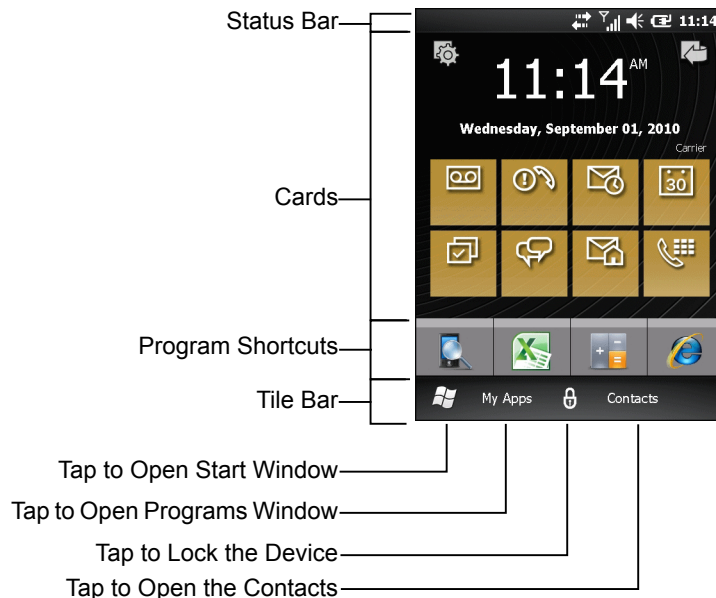 Status Bar
11:14
11:14 AM
Wednesday, September 01, 2010
Carrier
30
Cards
Program Shortcuts
Tile Bar
My Apps
Contacts
Tap to Open Start Window
Tap to Open Programs Window
Tap to Lock the Device
Tap to Open the Contacts